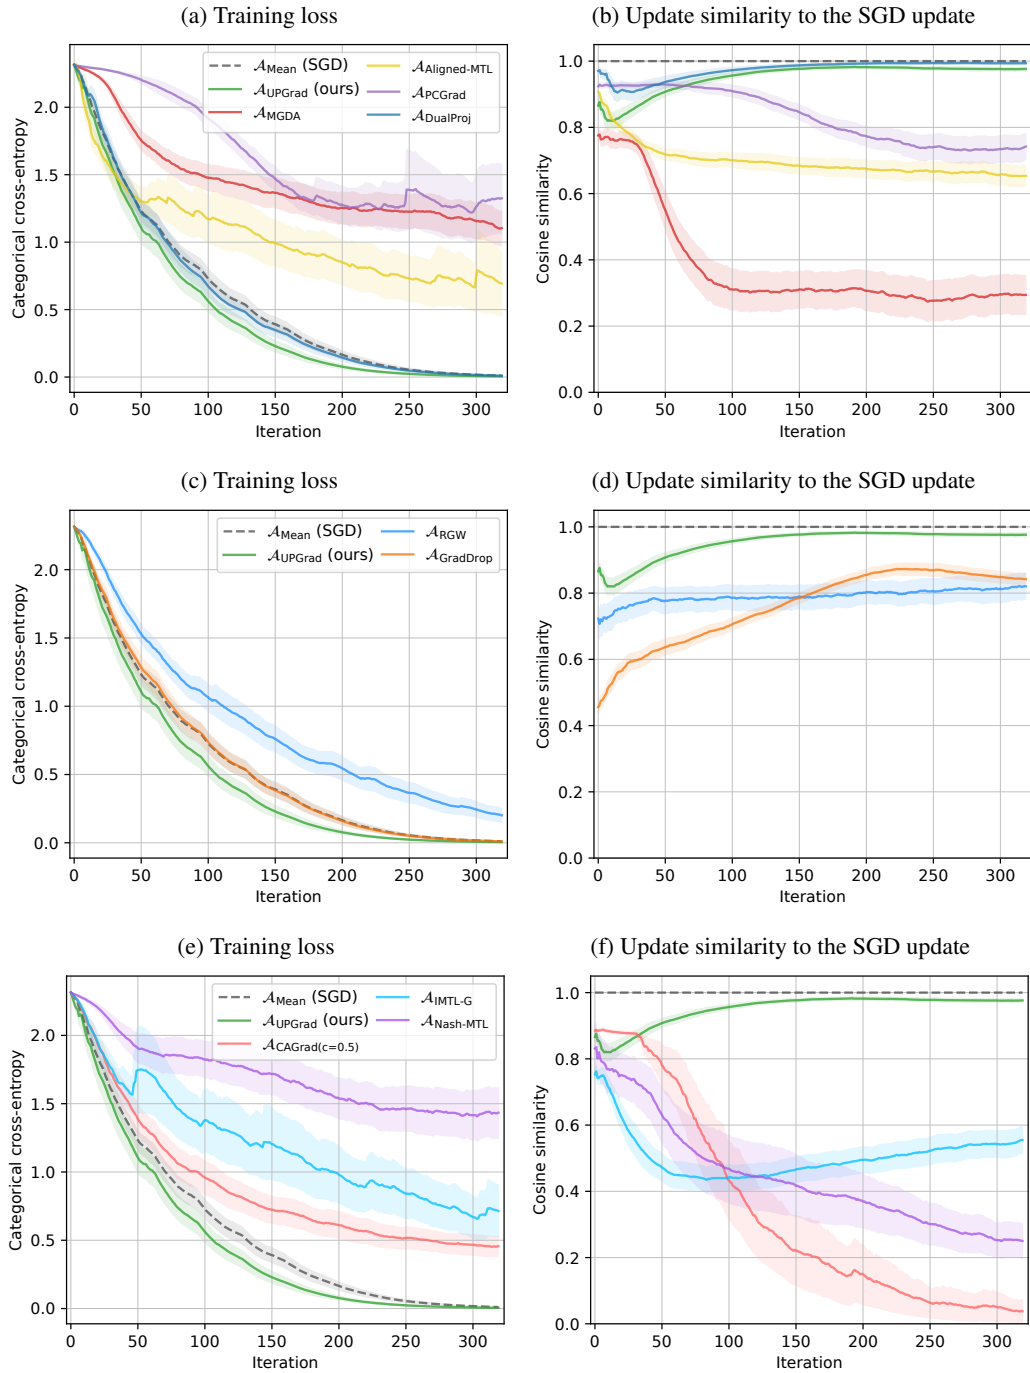 (a) Training loss
(b) Update similarity to the SGD update
Categorical cross-entropy
2.0
1.5
1.0
0.5
0.0
0 50 100 150 200 250 300
Iteration
𝒜Mean (SGD)
𝒜UPGrad (ours)
𝒜MGDA
𝒜Aligned-MTL
𝒜PCGrad
𝒜DualProj
Cosine similarity
1.0
0.8
0.6
0.4
0.2
0.0
0 50 100 150 200 250 300
Iteration
(c) Training loss
(d) Update similarity to the SGD update
Categorical cross-entropy
2.0
1.5
1.0
0.5
0.0
0 50 100 150 200 250 300
Iteration
𝒜Mean (SGD)
𝒜UPGrad (ours)
𝒜RGW
𝒜GradDrop
Cosine similarity
1.0
0.8
0.6
0.4
0.2
0.0
0 50 100 150 200 250 300
Iteration
(e) Training loss
(f) Update similarity to the SGD update
Categorical cross-entropy
2.0
1.5
1.0
0.5
0.0
0 50 100 150 200 250 300
Iteration
𝒜Mean (SGD)
𝒜UPGrad (ours)
𝒜CAGrad(c=0.5)
𝒜IMTL-G
𝒜Nash-MTL
Cosine similarity
1.0
0.8
0.6
0.4
0.2
0.0
0 50 100 150 200 250 300
Iteration